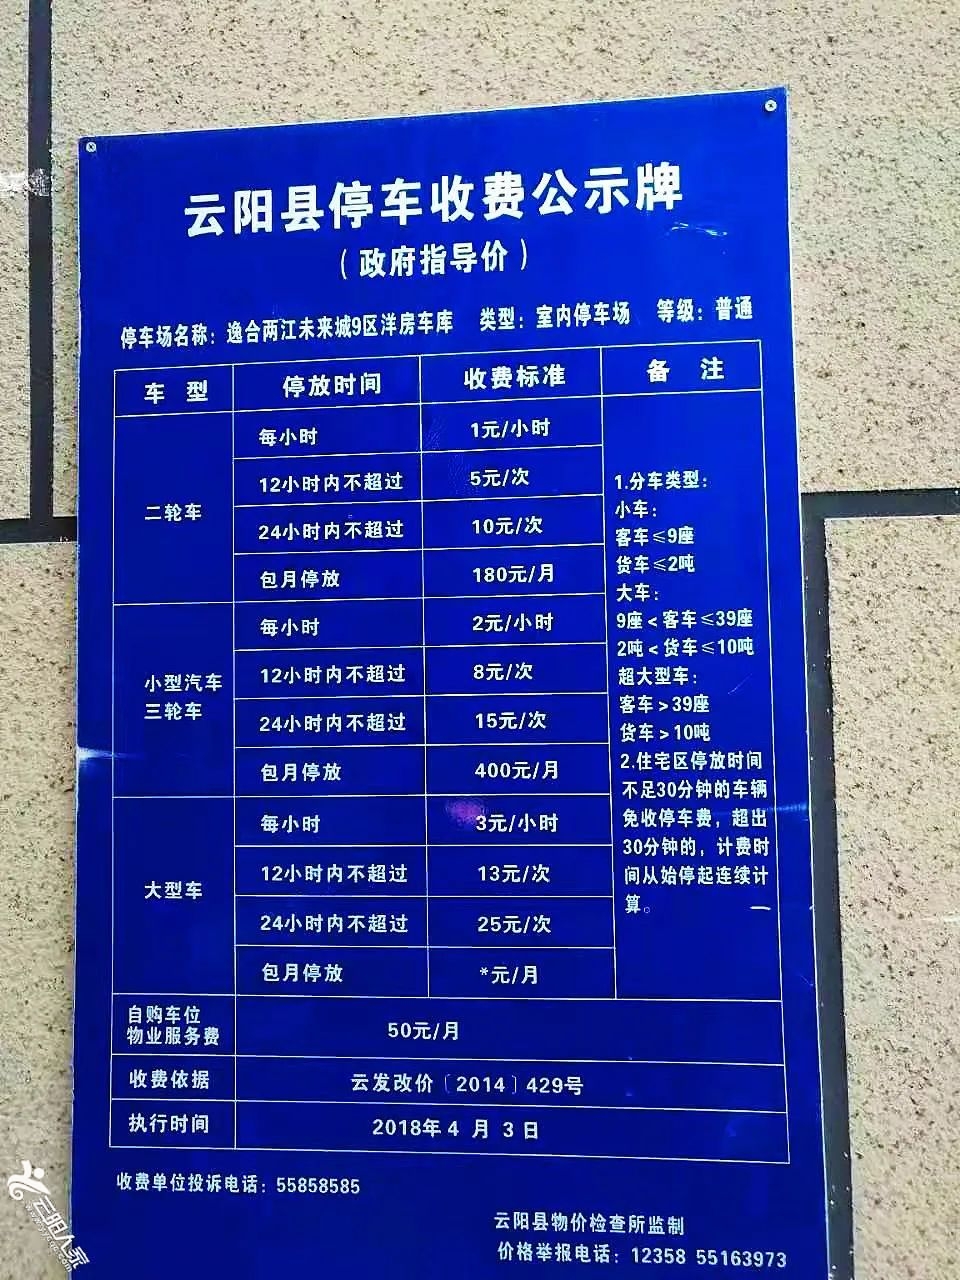 云阳县停车收费公示牌
（政府指导价）
停车场名称：逸合两江未来城9区洋房车库 类型：室内停车场 等级：普通
车 型 停放时间 收费标准 备 注
二轮车
每小时 1元/小时
12小时内不超过 5元/次
24小时内不超过 10元/次
包月停放 180元/月
小型汽车
三轮车
每小时 2元/小时
12小时内不超过 8元/次
24小时内不超过 15元/次
包月停放 400元/月
大型车
每小时 3元/小时
12小时内不超过 13元/次
24小时内不超过 25元/次
包月停放 *元/月
1.分车类型：
小车：
客车≤9座
货车≤2吨
大车：
9座＜客车≤39座
2吨＜货车≤10吨
超大型车：
客车＞39座
货车＞10吨
2.住宅区停放时间
不足30分钟的车辆
免收停车费，超出
30分钟的，计费时
间从始停起连续计
算。
自购车位
物业服务费
50元/月
收费依据 云发改价〔2014〕429号
执行时间 2018年 4 月 3 日
收费单位投诉电话：55858585
云阳县物价检查所监制
价格举报电话：12358 55163973
云阳人家